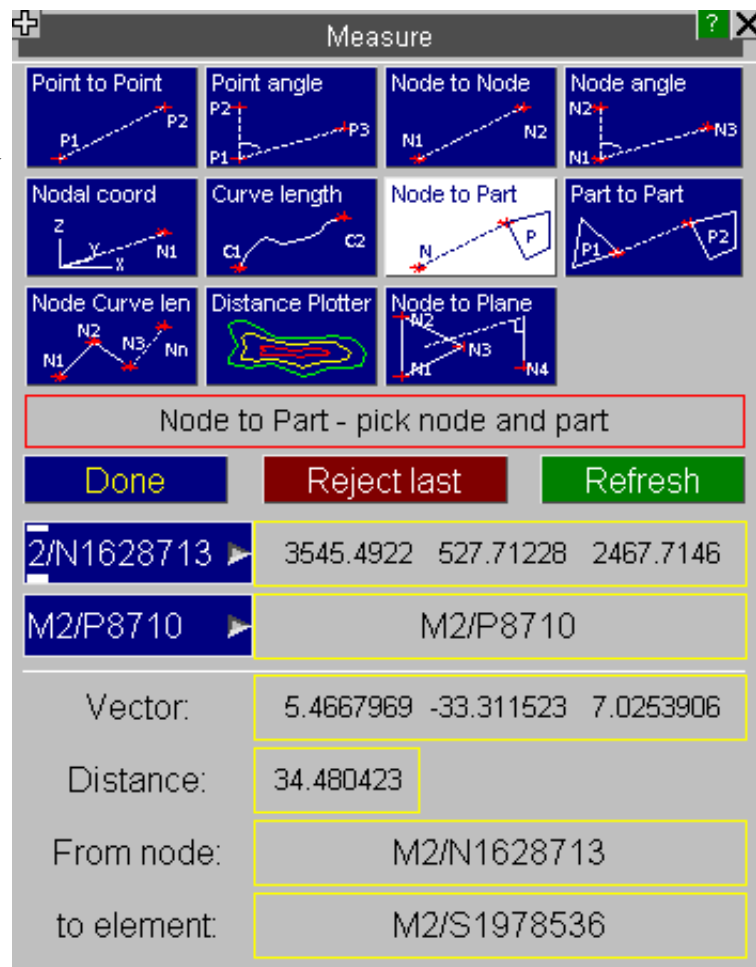 Measure
?
Point to Point
P1
P2
Point angle
P2
P1
P3
Node to Node
N1
N2
Node angle
N2
N1
N3
Nodal coord
Z
Y
X
N1
Curve length
C1
C2
Node to Part
N
P
Part to Part
P1
P2
Node Curve len
N1
N2
N3
Nn
Distance Plotter
Node to Plane
N2
N1
N3
N4
Node to Part - pick node and part
Done Reject last Refresh
2/N1628713 3545.4922 527.71228 2467.7146
M2/P8710 M2/P8710
Vector: 5.4667969 -33.311523 7.0253906
Distance: 34.480423
From node: M2/N1628713
to element: M2/S1978536